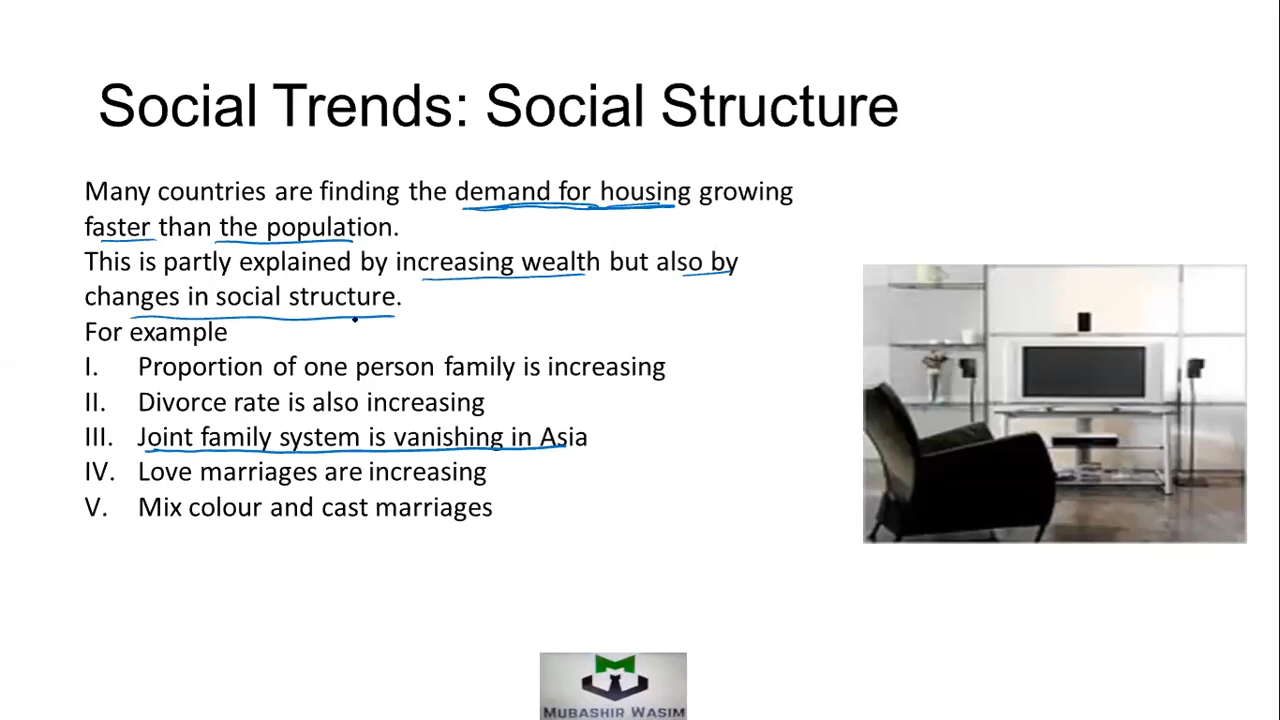 Social Trends: Social Structure
Many countries are finding the demand for housing growing
faster than the population.
This is partly explained by increasing wealth but also by
changes in social structure.
For example
I. Proportion of one person family is increasing
II. Divorce rate is also increasing
III. Joint family system is vanishing in Asia
IV. Love marriages are increasing
V. Mix colour and cast marriages
MUBASHIR WASIM